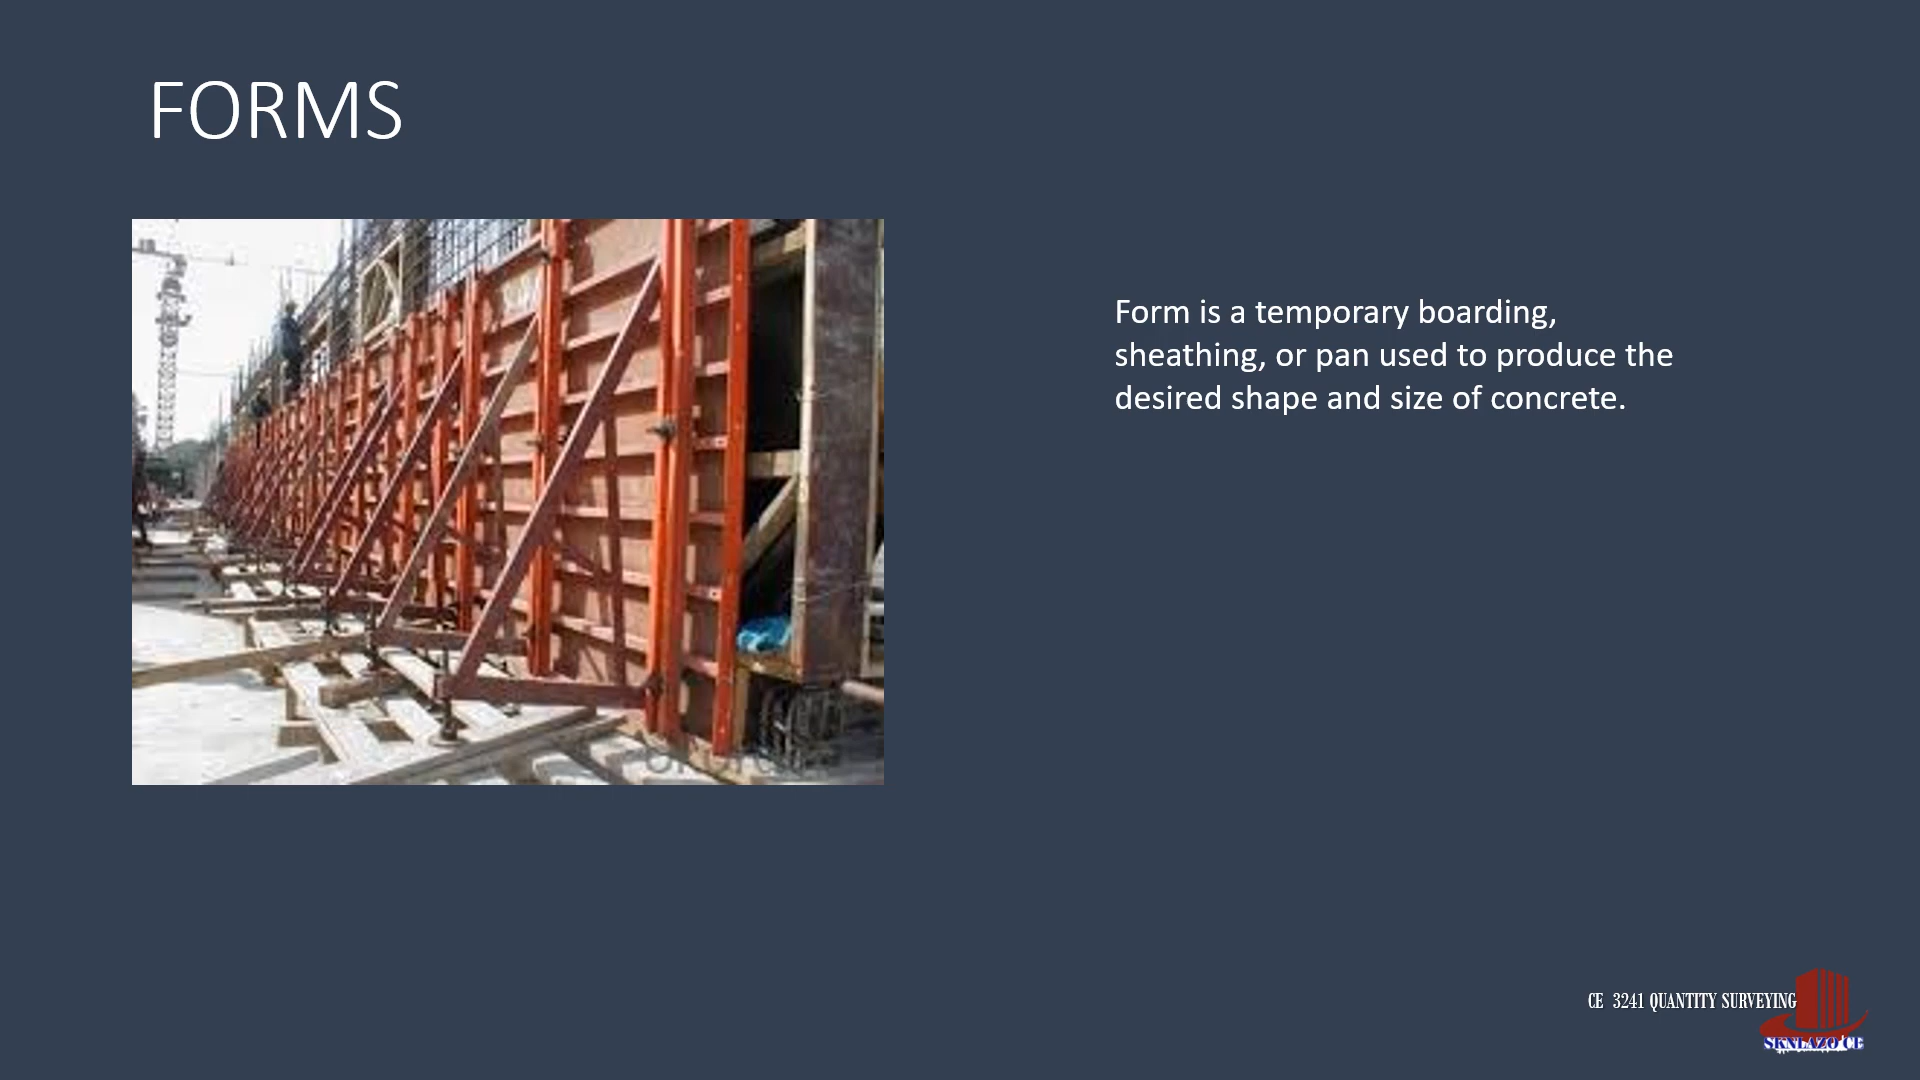 FORMS
Form is a temporary boarding,
sheathing, or pan used to produce the
desired shape and size of concrete.
CE 3241 QUANTITY SURVEYING